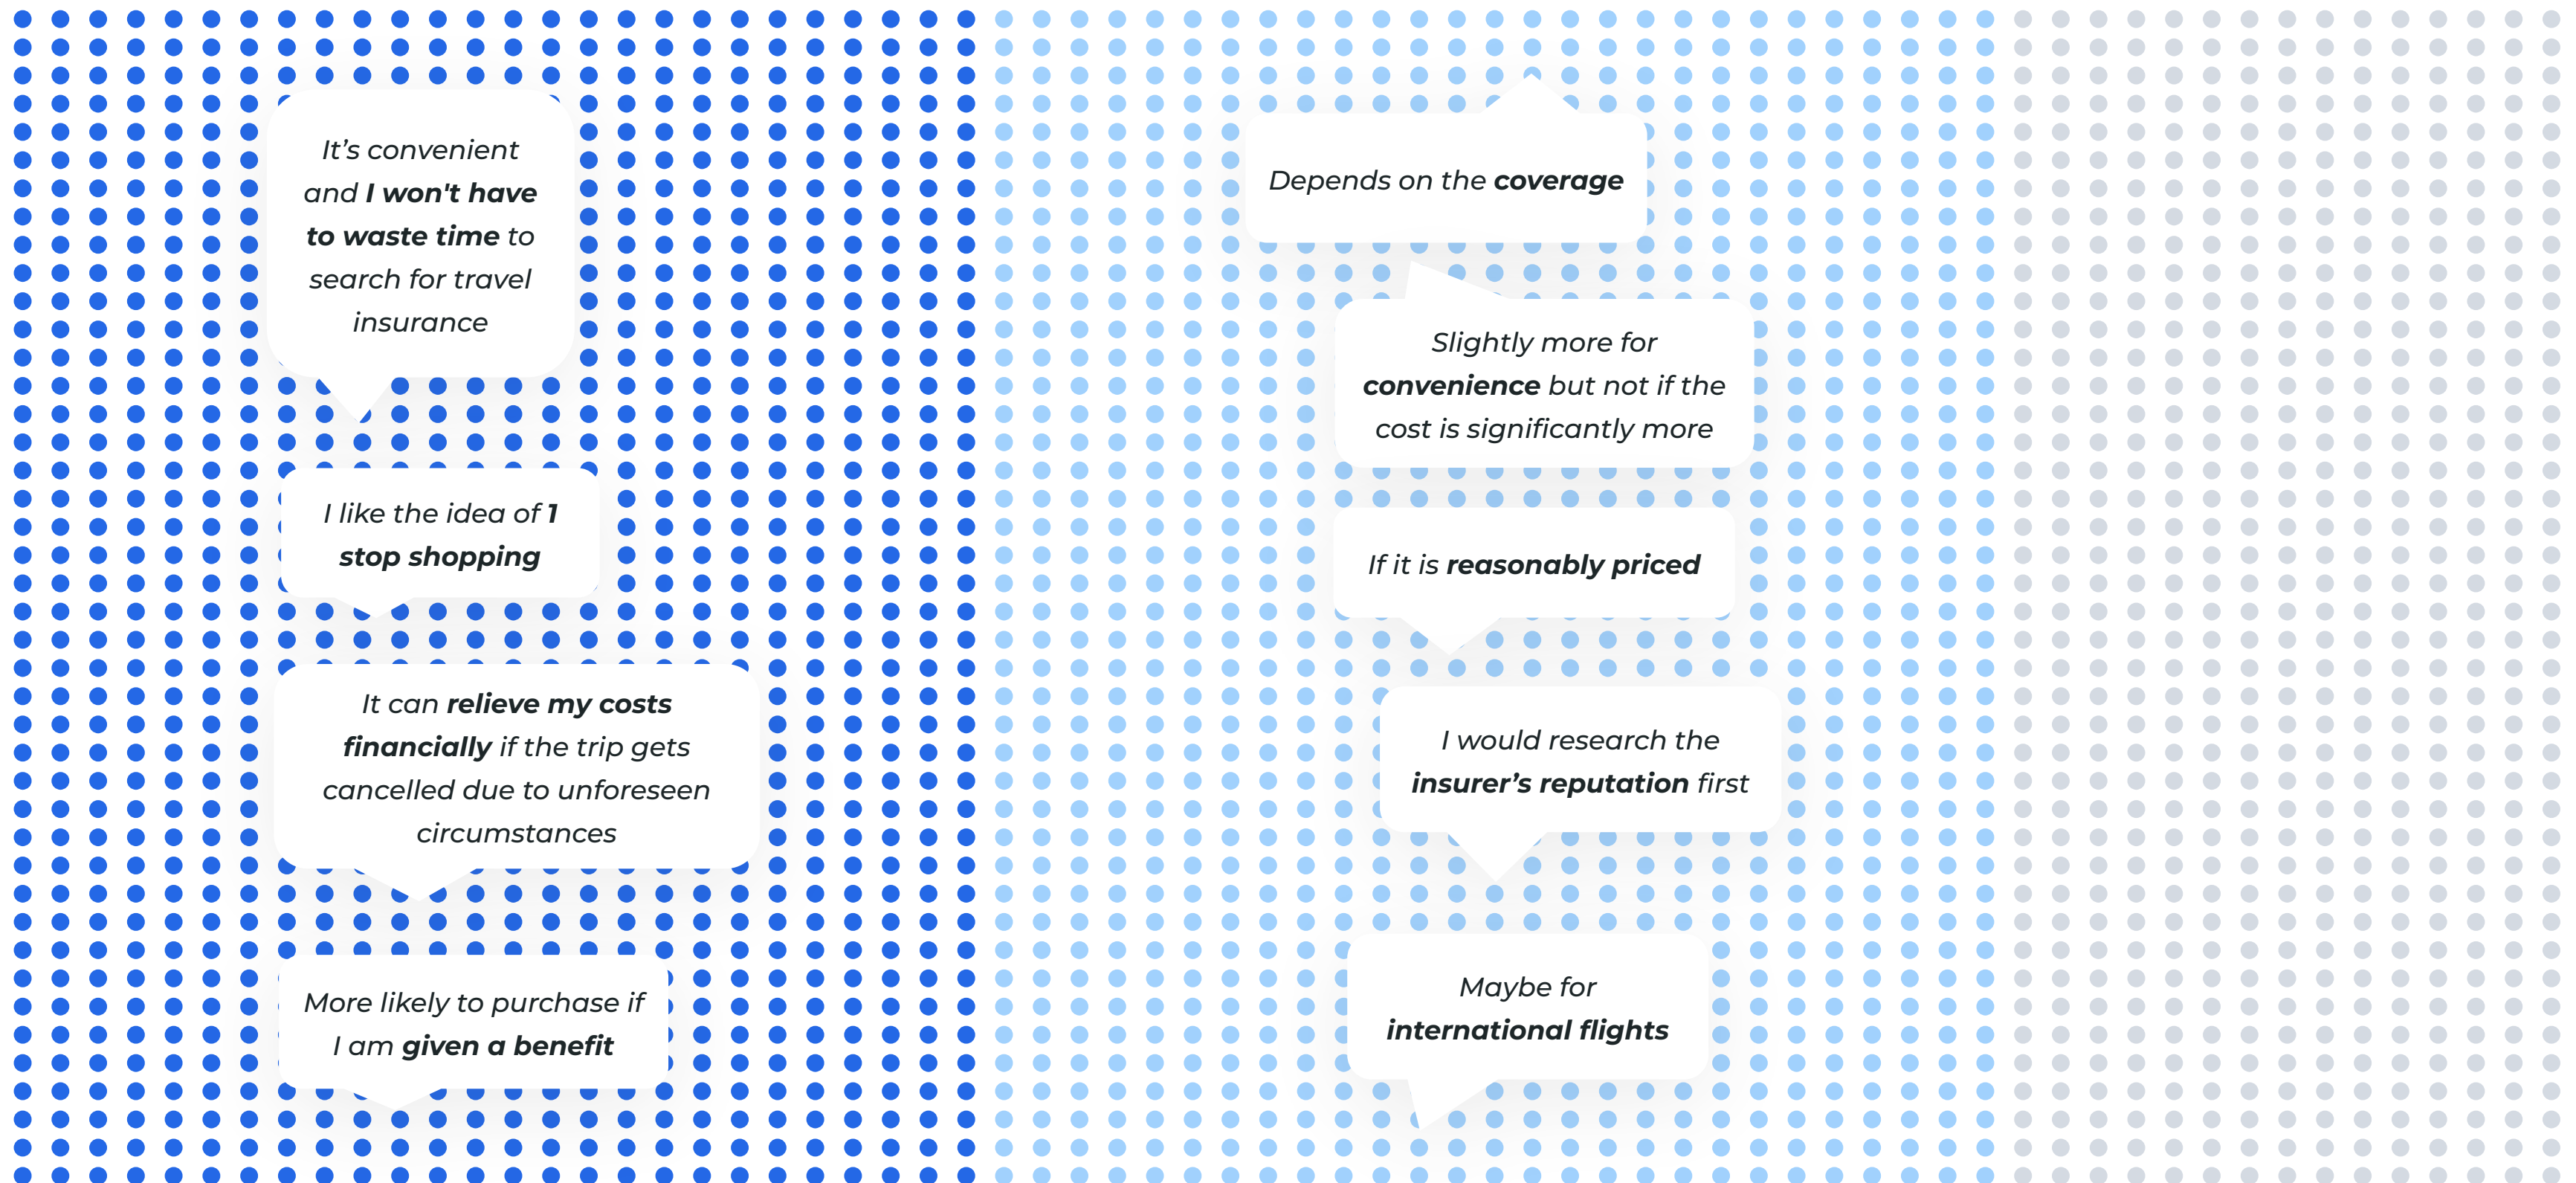 It’s convenient
and I won't have
to waste time to
search for travel
insurance
I like the idea of 1
stop shopping
It can relieve my costs
financially if the trip gets
cancelled due to unforeseen
circumstances
More likely to purchase if
I am given a benefit
Depends on the coverage
Slightly more for
convenience but not if the
cost is significantly more
If it is reasonably priced
I would research the
insurer’s reputation first
Maybe for
international flights